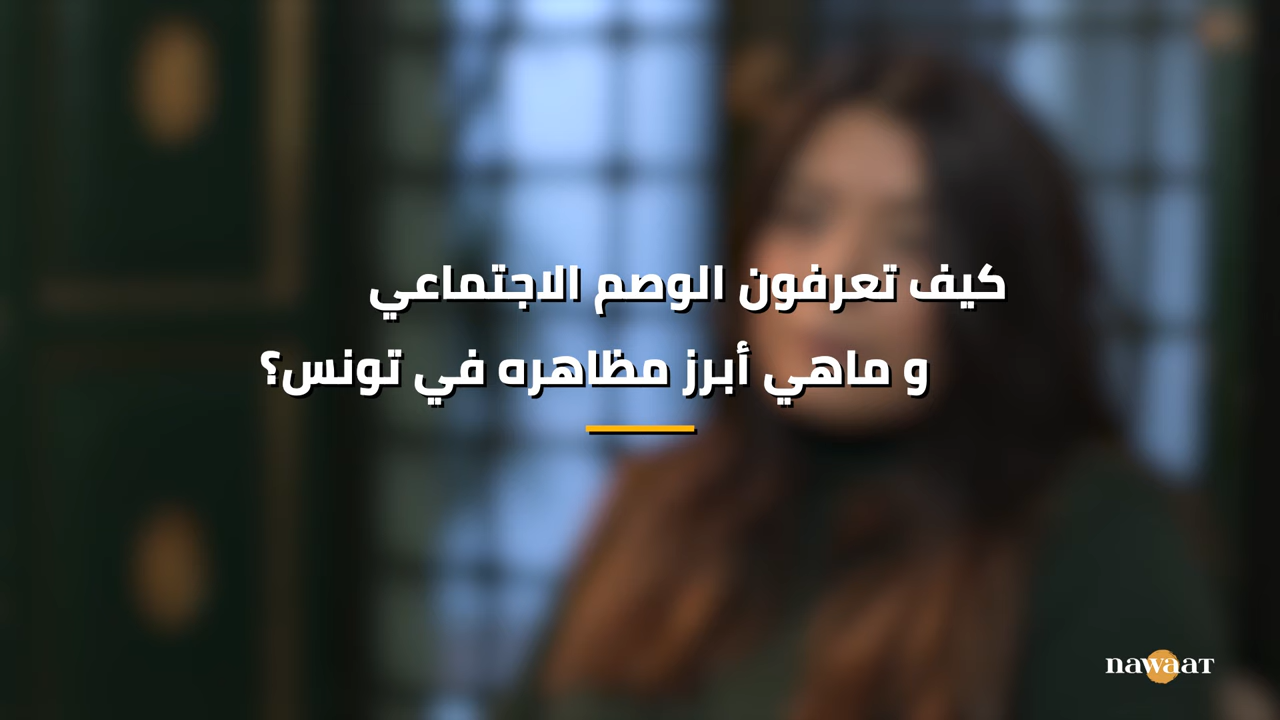 كيف تعرفون الوصم الاجتماعي
و ماهي أبرز مظاهره في تونس؟
nawaat